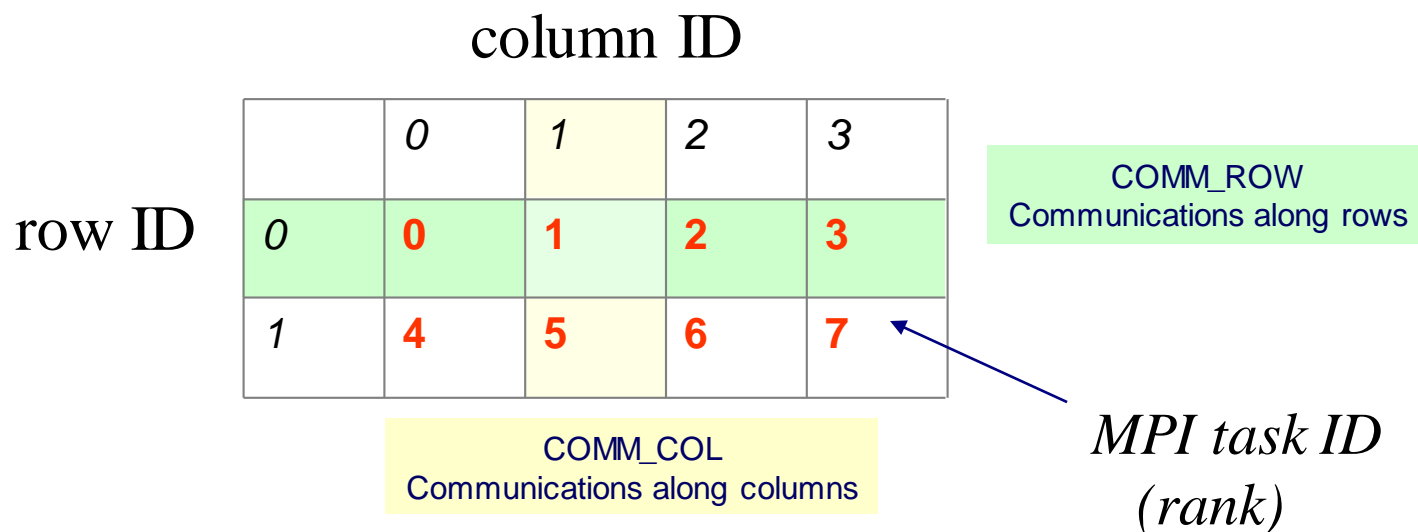 column ID
0 1 2 3
row ID 0 0 1 2 3
1 4 5 6 7
COMM_ROW
Communications along rows
COMM_COL
Communications along columns
MPI task ID
(rank)